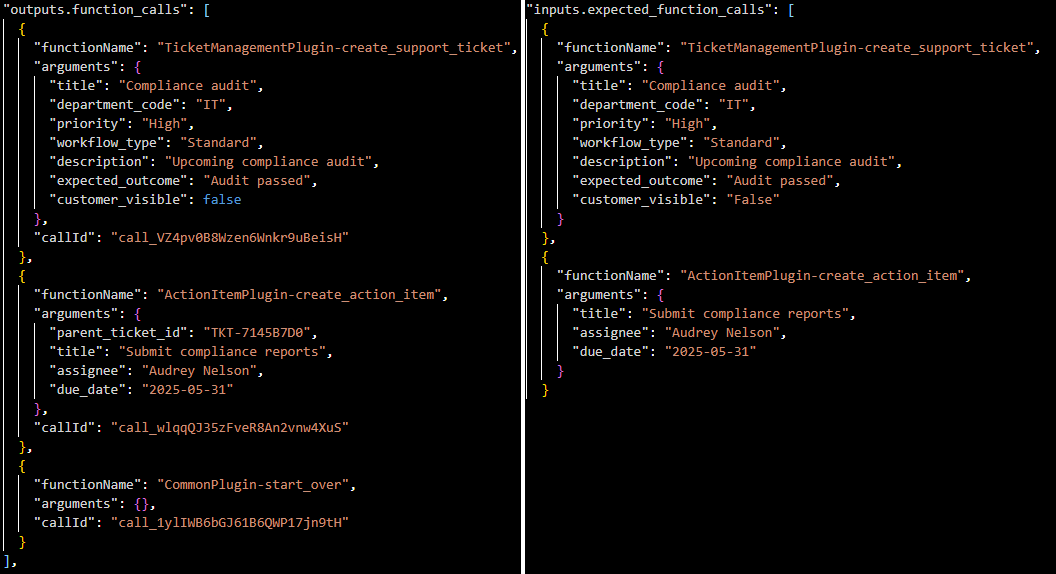 "outputs.function_calls": [
{
"functionName": "TicketManagementPlugin-create_support_ticket",
"arguments": {
"title": "Compliance audit",
"department_code": "IT",
"priority": "High",
"workflow_type": "Standard",
"description": "Upcoming compliance audit",
"expected_outcome": "Audit passed",
"customer_visible": false
},
"callId": "call_VZ4pv0B8Wzen6Wnkr9uBeisH"
},
{
"functionName": "ActionItemPlugin-create_action_item",
"arguments": {
"parent_ticket_id": "TKT-7145B7D0",
"title": "Submit compliance reports",
"assignee": "Audrey Nelson",
"due_date": "2025-05-31"
},
"callId": "call_wlqqQJ35zFveR8An2vnw4XuS"
},
{
"functionName": "CommonPlugin-start_over",
"arguments": {},
"callId": "call_1ylIWB6bGJ61B6QWP17jn9tH"
}
],
"inputs.expected_function_calls": [
{
"functionName": "TicketManagementPlugin-create_support_ticket",
"arguments": {
"title": "Compliance audit",
"department_code": "IT",
"priority": "High",
"workflow_type": "Standard",
"description": "Upcoming compliance audit",
"expected_outcome": "Audit passed",
"customer_visible": "False"
}
},
{
"functionName": "ActionItemPlugin-create_action_item",
"arguments": {
"title": "Submit compliance reports",
"assignee": "Audrey Nelson",
"due_date": "2025-05-31"
}
}